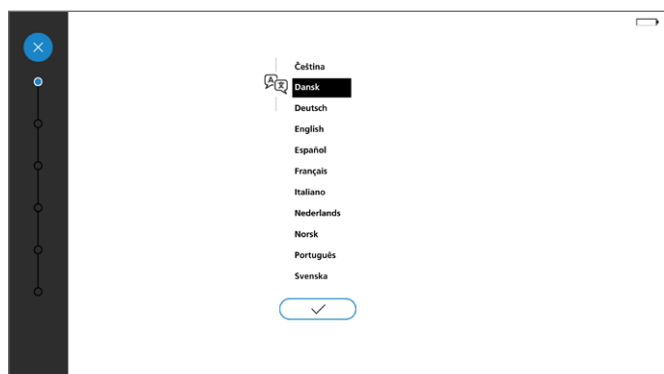 Čeština
Dansk
Deutsch
English
Español
Français
Italiano
Nederlands
Norsk
Português
Svenska